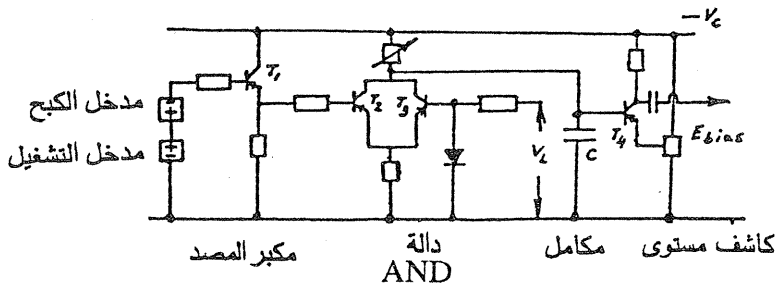 −Vc
T1
مدخل الكبح
مدخل التشغيل
T2
T3
VL
C
T4
Ebias
مكبر المصد
دالة
AND
مكامل
كاشف مستوى